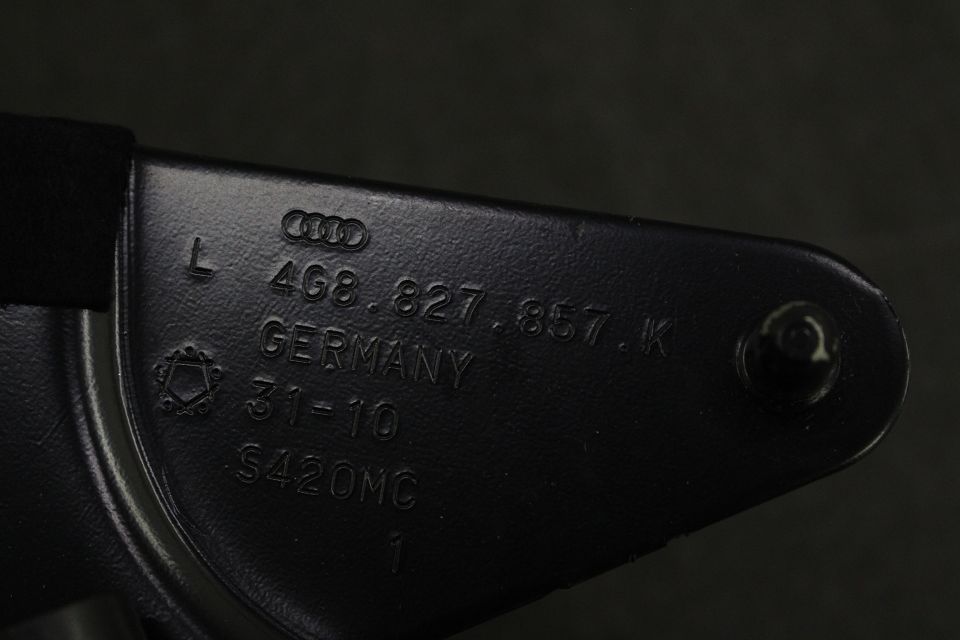 L 4G8.827.857.K
GERMANY
31-10
S420MC
1